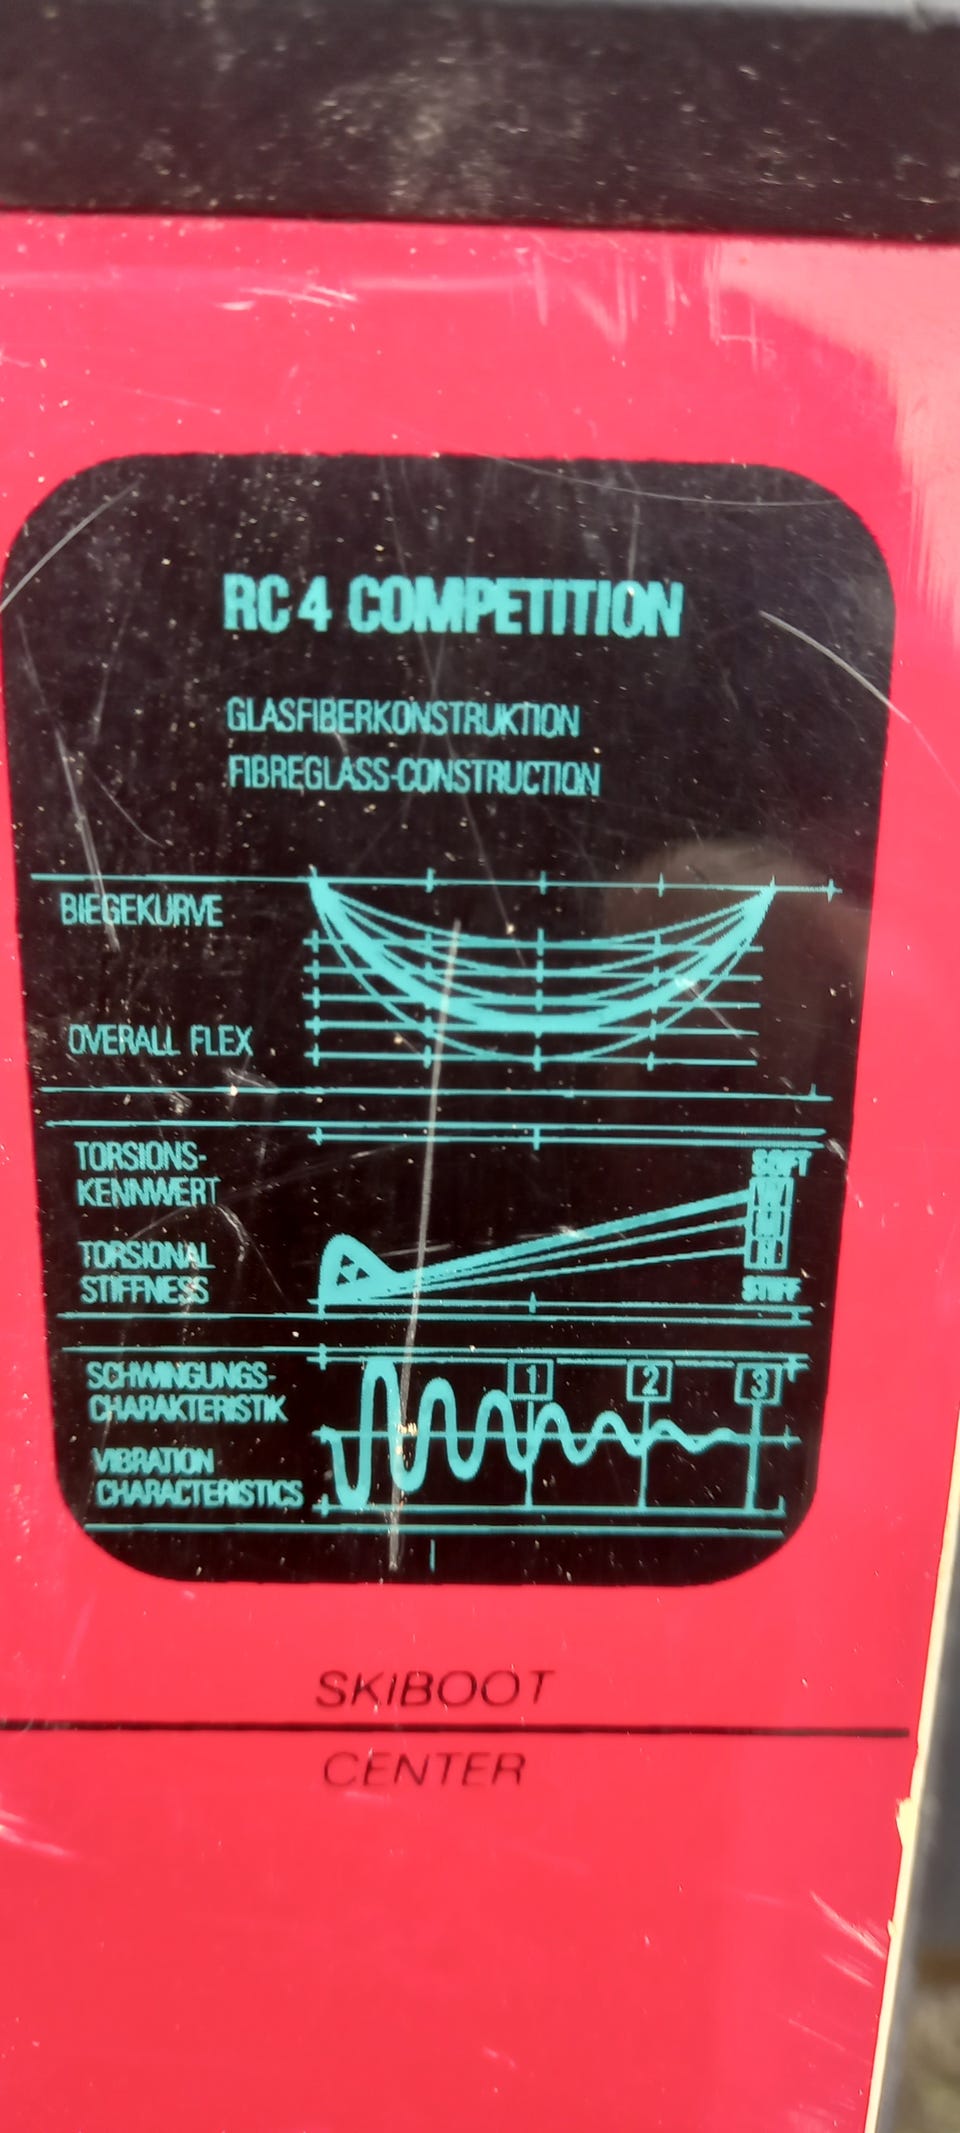 RC 4 COMPETITION
GLASFIBERKONSTRUKTION
FIBREGLASS-CONSTRUCTION
BIEGEKURVE
OVERALL FLEX
TORSIONS-
KENNWERT
TORSIONAL
STIFFNESS
SOFT
W
M
H
STIFF
SCHWINGUNGS-
CHARAKTERISTIK
VIBRATION
CHARACTERISTICS
1 2 3
SKIBOOT
CENTER